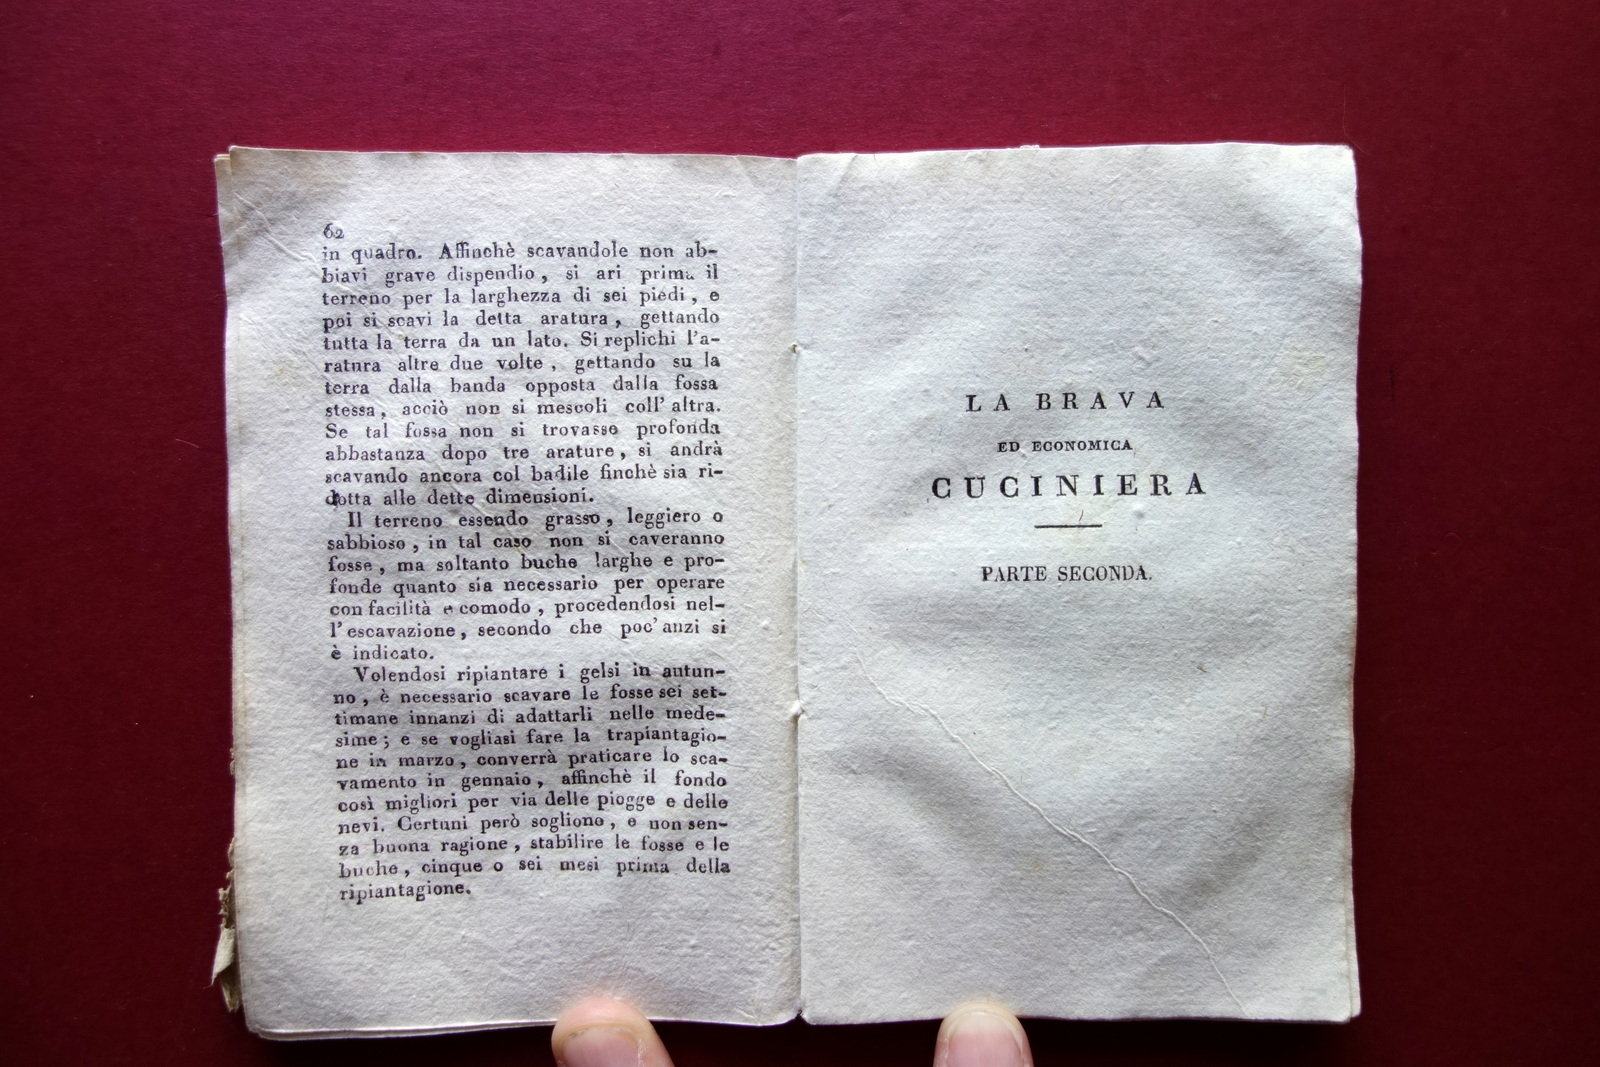 62
in quadro. Affinchè scavandole non ab-
biavi grave dispendio, si ari prima il
terreno per la larghezza di sei piedi, e
poi si scavi la detta aratura, gettando
tutta la terra da un lato. Si replichi l'a-
ratura altre due volte, gettando su la
terra dalla banda opposta dalla fossa
stessa, acciò non si mescoli coll' altra.
Se tal fossa non si trovasse profonda
abbastanza dopo tre arature, si andrà
scavando ancora col badile finchè sia ri-
dotta alle dette dimensioni.
Il terreno essendo grasso, leggiero o
sabbioso, in tal caso non si caveranno
fosse, ma soltanto buche larghe e pro-
fonde quanto sia necessario per operare
con facilità e comodo, procedendosi nel-
l'escavazione, secondo che poc'anzi si
è indicato.
Volendosi ripiantare i gelsi in autun-
no, è necessario scavare le fosse sei set-
timane innanzi di adattarli nelle mede-
sime; e se vogliasi fare la trapiantagio-
ne in marzo, converrà praticare lo sca-
vamento in gennaio, affinchè il fondo
così migliori per via delle piogge e delle
nevi. Certuni però sogliono, e non sen-
za buona ragione, stabilire le fosse e le
buche, cinque o sei mesi prima della
ripiantagione.
LA BRAVA
ED ECONOMICA
CUCINIERA
PARTE SECONDA.